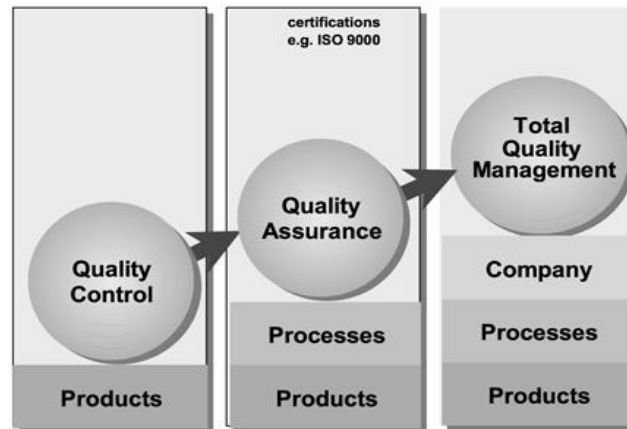 Quality
Control
Products
certifications
e.g. ISO 9000
Quality
Assurance
Processes
Products
Total
Quality
Management
Company
Processes
Products